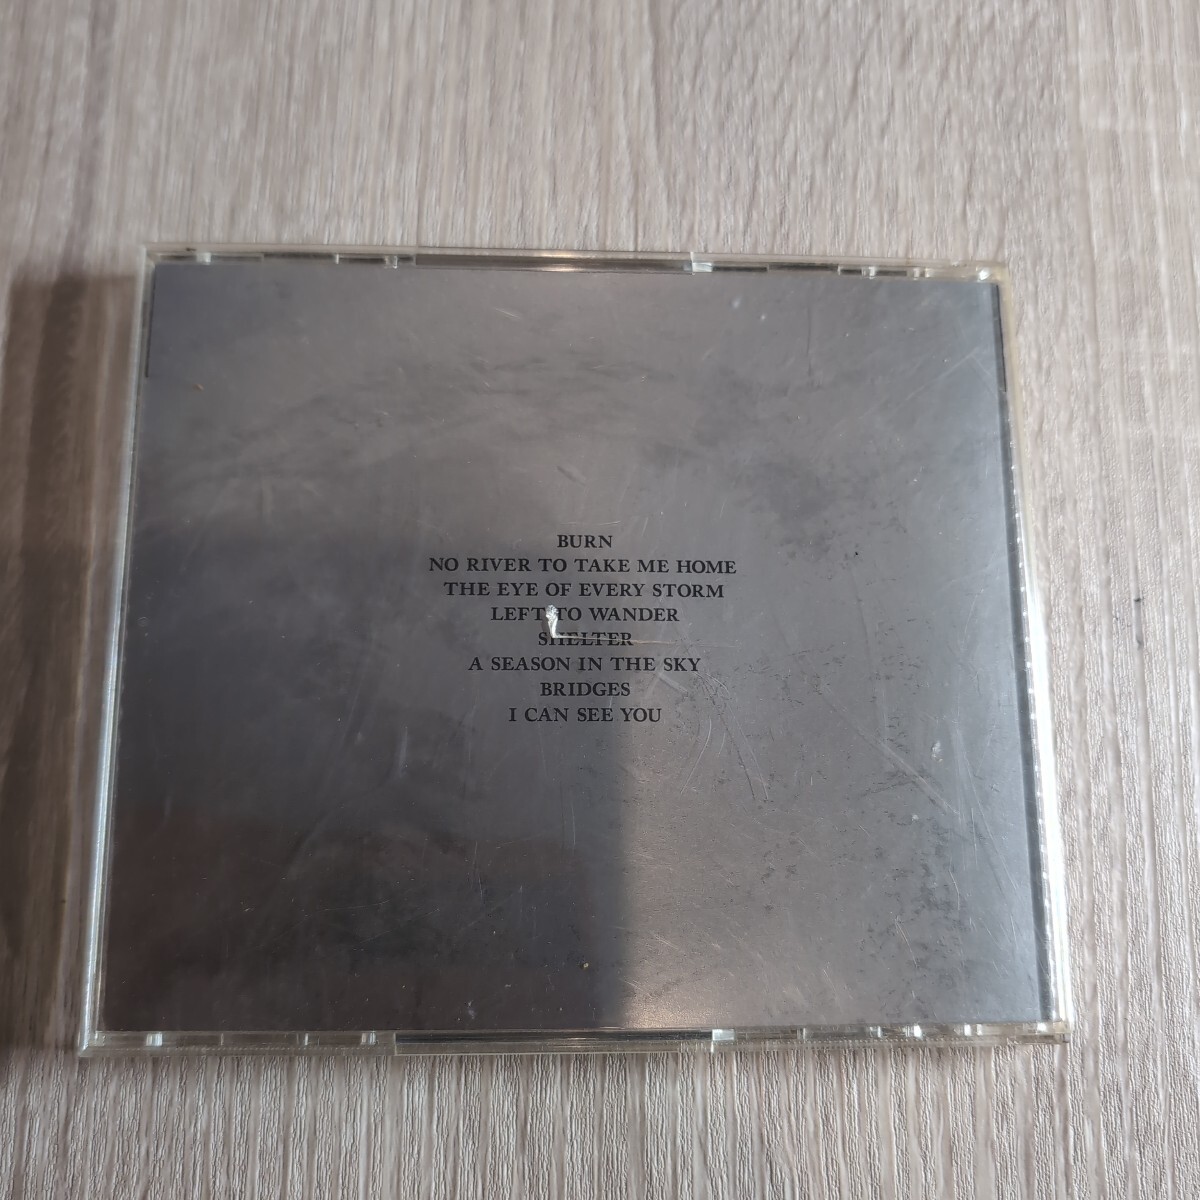 BURN
NO RIVER TO TAKE ME HOME
THE EYE OF EVERY STORM
LEFT TO WANDER
SHELTER
A SEASON IN THE SKY
BRIDGES
I CAN SEE YOU